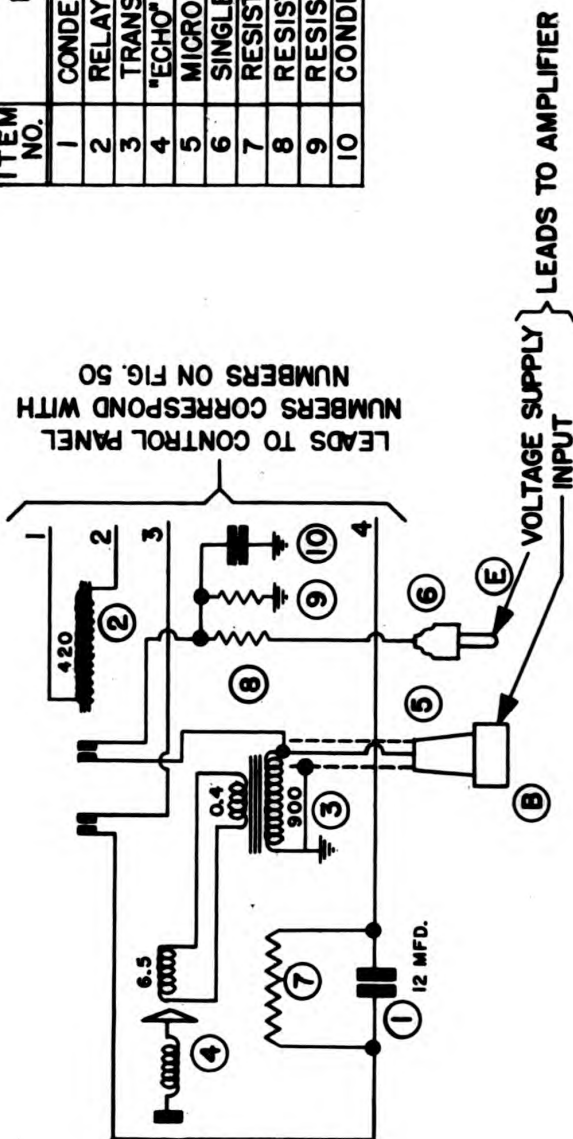 ITEM
NO.
1 CONDE
2 RELAY
3 TRANS
4 "ECHO"
5 MICRO
6 SINGLE
7 RESIST
8 RESIS
9 RESIS
10 CONDI
LEADS TO CONTROL PANEL
NUMBERS CORRESPOND WITH
NUMBERS ON FIG. 50
1
2
3
4
420
2
10
9
8
6
E
VOLTAGE SUPPLY
INPUT
LEADS TO AMPLIFIER
5
B
0.4
900
3
6.5
4
7
1
12 MFD.